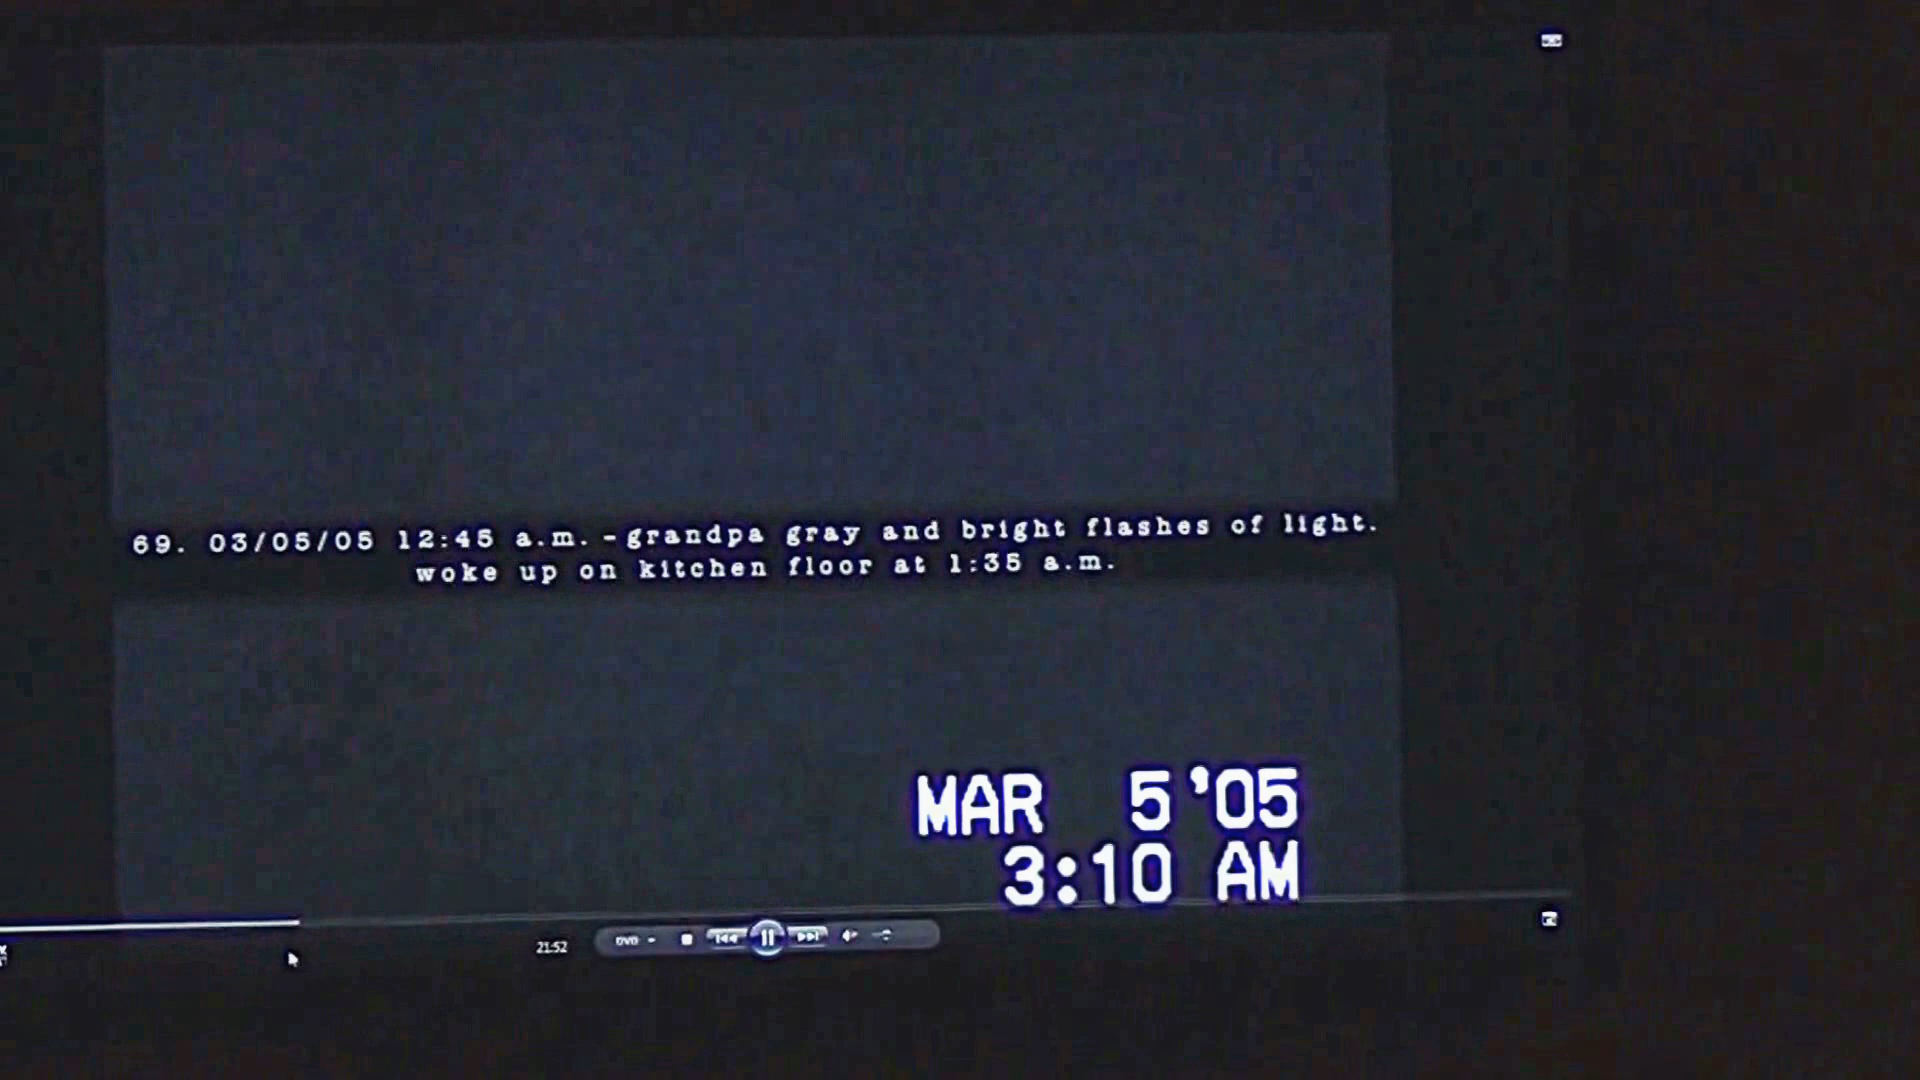 69. 03/05/05 12:45 a.m. - grandpa gray and bright flashes of light.
woke up on kitchen floor at 1:35 a.m.
MAR 5 '05
3:10 AM
21:52
DVD